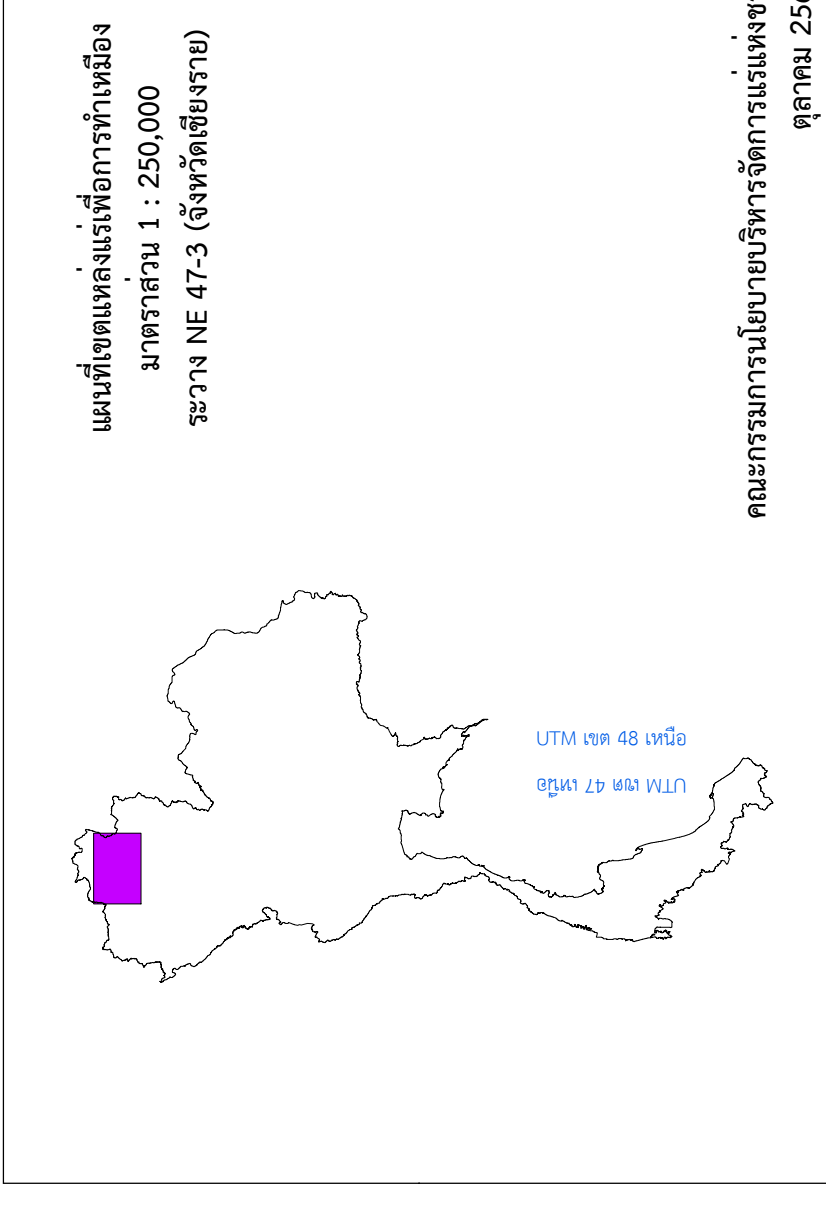 แผนที่เขตแหล่งแร่เพื่อการทำเหมือง
มาตราส่วน 1 : 250,000
ระวาง NE 47-3 (จังหวัดเชียงราย)
UTM เขต 48 เหนือ
UTM เขต 47 เหนือ
คณะกรรมการนโยบายบริหารจัดการแร่แห่งช
ตุลาคม 256